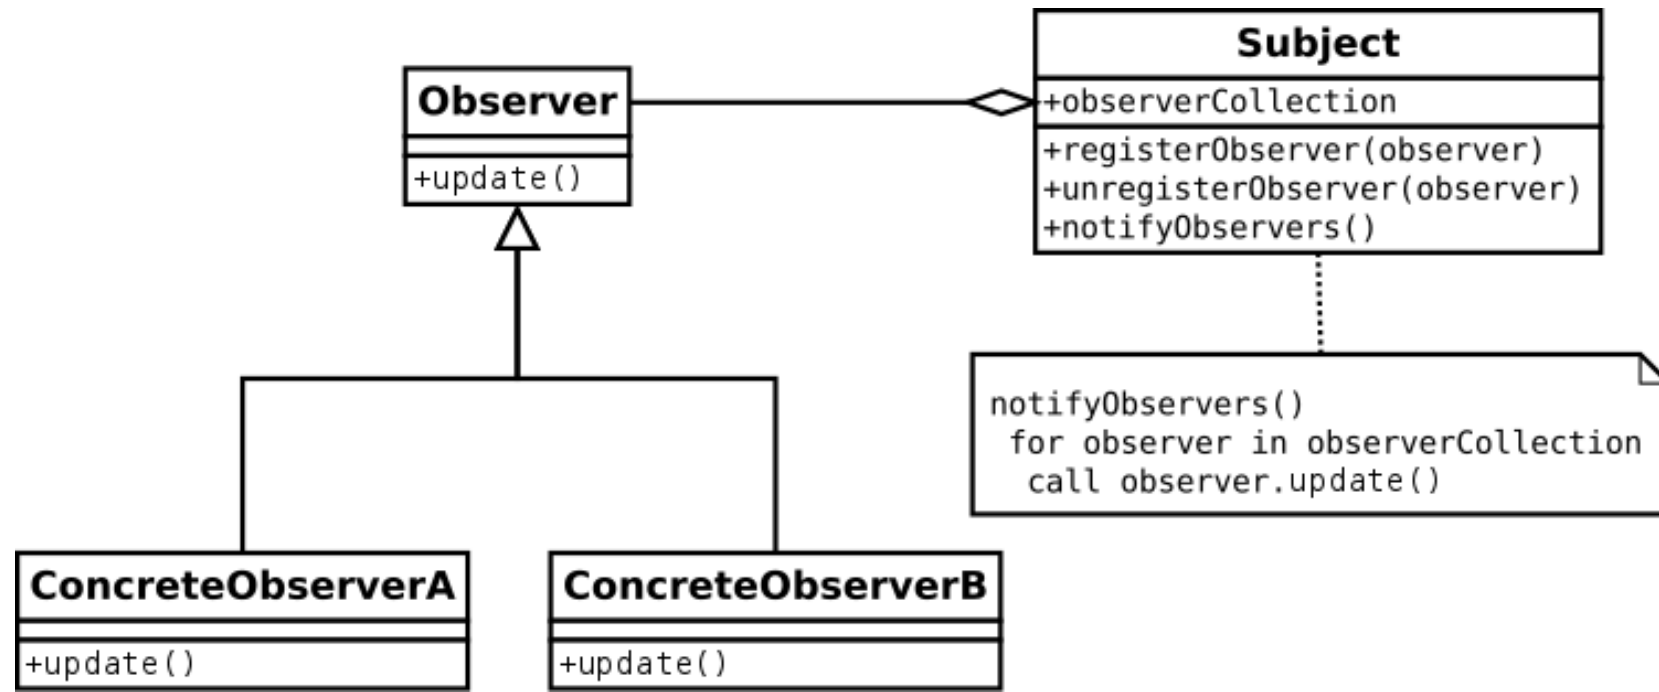 Subject
+observerCollection
+registerObserver(observer)
+unregisterObserver(observer)
+notifyObservers()
Observer
+update()
notifyObservers()
for observer in observerCollection
call observer.update()
ConcreteObserverA
+update()
ConcreteObserverB
+update()